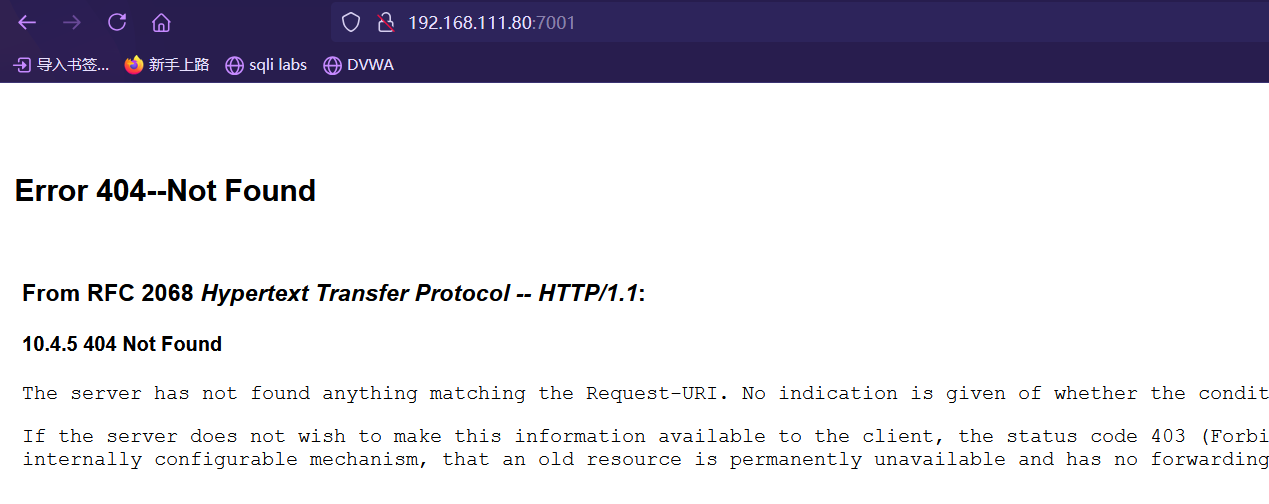 192.168.111.80:7001
导入书签... 新手上路 sqli labs DVWA
Error 404--Not Found
From RFC 2068 Hypertext Transfer Protocol -- HTTP/1.1:
10.4.5 404 Not Found
The server has not found anything matching the Request-URI. No indication is given of whether the condit
If the server does not wish to make this information available to the client, the status code 403 (Forbi
internally configurable mechanism, that an old resource is permanently unavailable and has no forwarding